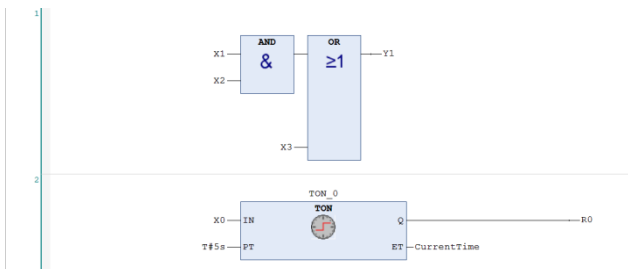 1
AND OR
X1 & ≥1 Y1
X2
X3
2
TON_0
TON
X0 IN Q R0
T#5s PT ET CurrentTime